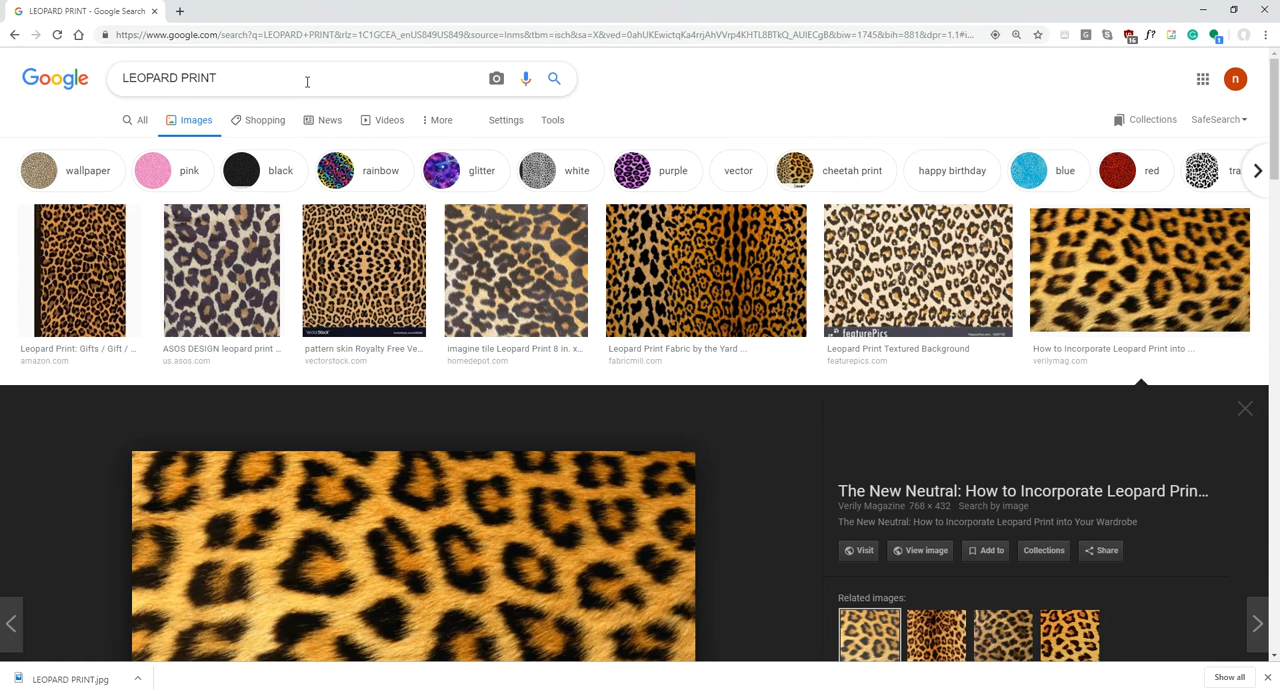 LEOPARD PRINT - Google Search
https://www.google.com/search?q=LEOPARD+PRINT&rlz=1C1GCEA_enUS849US849&source=lnms&tbm=isch&sa=X&ved=0ahUKEwictqKa4rrjAhVVrp4KHTL8BTkQ_AUIECgB&biw=1745&bih=881&dpr=1.1#i...
16
f?
1
Google
LEOPARD PRINT
n
All
Images
Shopping
News
Videos
More
Settings
Tools
Collections
SafeSearch
wallpaper
pink
black
rainbow
glitter
white
purple
vector
cheetah print
happy birthday
blue
red
tra
VectorStock
featurePics
Leopard Print: Gifts / Gift / ...
amazon.com
ASOS DESIGN leopard print ...
us.asos.com
pattern skin Royalty Free Ve...
vectorstock.com
imagine tile Leopard Print 8 in. x...
homedepot.com
Leopard Print Fabric by the Yard ...
fabricmill.com
Leopard Print Textured Background
featurepics.com
How to Incorporate Leopard Print into ...
verilymag.com
The New Neutral: How to Incorporate Leopard Prin...
Verily Magazine 768 × 432 Search by image
The New Neutral: How to Incorporate Leopard Print into Your Wardrobe
Visit
View image
Add to
Collections
Share
Related images:
LEOPARD PRINT.jpg
Show all